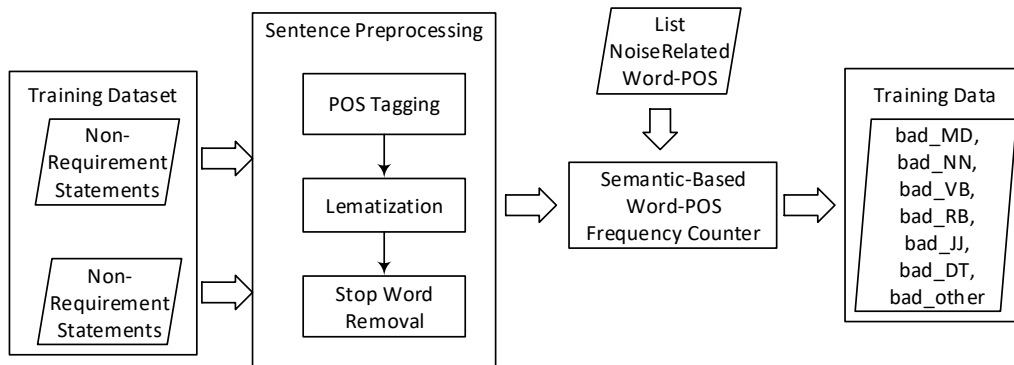 Training Dataset
Non-
Requirement
Statements
Non-
Requirement
Statements
Sentence Preprocessing
POS Tagging
Lematization
Stop Word
Removal
List
NoiseRelated
Word-POS
Semantic-Based
Word-POS
Frequency Counter
Training Data
bad_MD,
bad_NN,
bad_VB,
bad_RB,
bad_JJ,
bad_DT,
bad_other